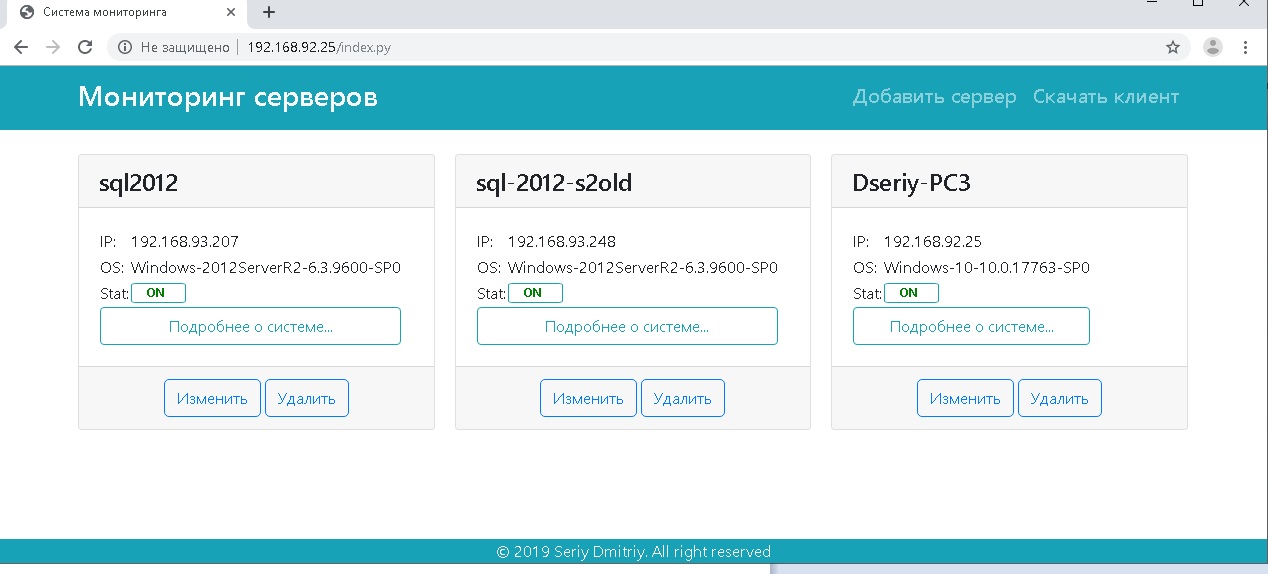 Система мониторинга
Не защищено 192.168.92.25/index.py
Мониторинг серверов Добавить сервер Скачать клиент
sql2012
IP: 192.168.93.207
OS: Windows-2012ServerR2-6.3.9600-SP0
Stat: ON
Подробнее о системе...
Изменить Удалить
sql-2012-s2old
IP: 192.168.93.248
OS: Windows-2012ServerR2-6.3.9600-SP0
Stat: ON
Подробнее о системе...
Изменить Удалить
Dseriy-PC3
IP: 192.168.92.25
OS: Windows-10-10.0.17763-SP0
Stat: ON
Подробнее о системе...
Изменить Удалить
© 2019 Seriy Dmitriy. All right reserved